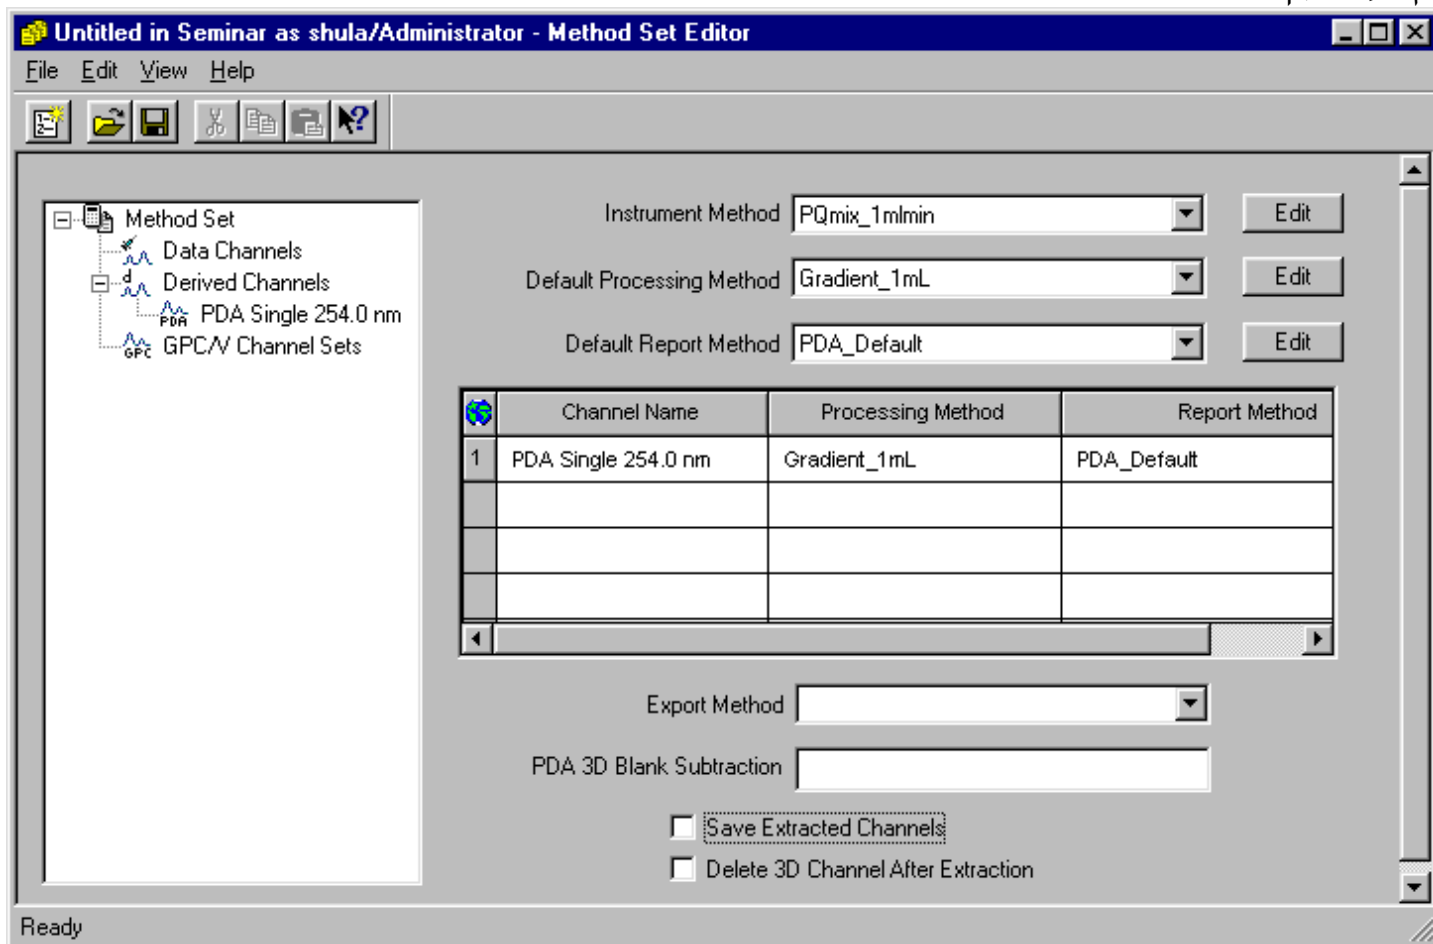 Untitled in Seminar as shula/Administrator - Method Set Editor
File Edit View Help
Method Set
Data Channels
Derived Channels
PDA PDA Single 254.0 nm
GPC GPC/V Channel Sets
Instrument Method PQmix_1mlmin Edit
Default Processing Method Gradient_1mL Edit
Default Report Method PDA_Default Edit
Channel Name Processing Method Report Method
1 PDA Single 254.0 nm Gradient_1mL PDA_Default
Export Method
PDA 3D Blank Subtraction
Save Extracted Channels
Delete 3D Channel After Extraction
Ready